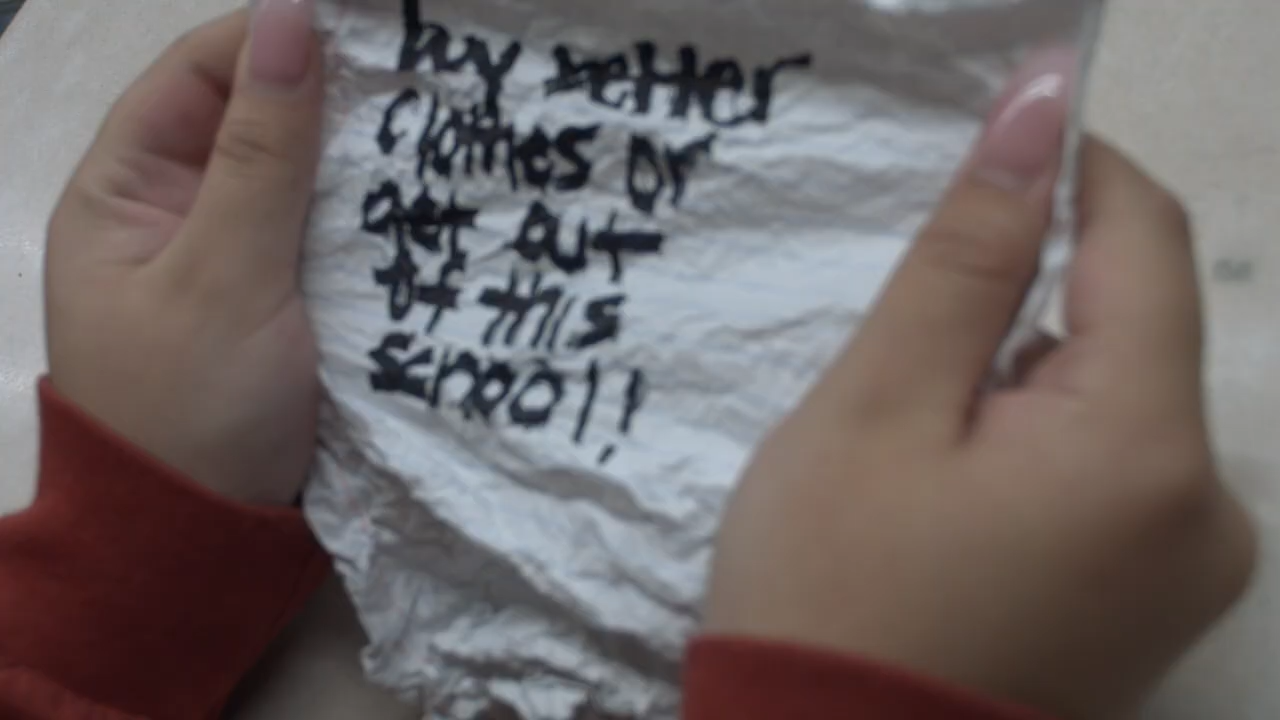 buy better
clothes or
get out
of this
school!